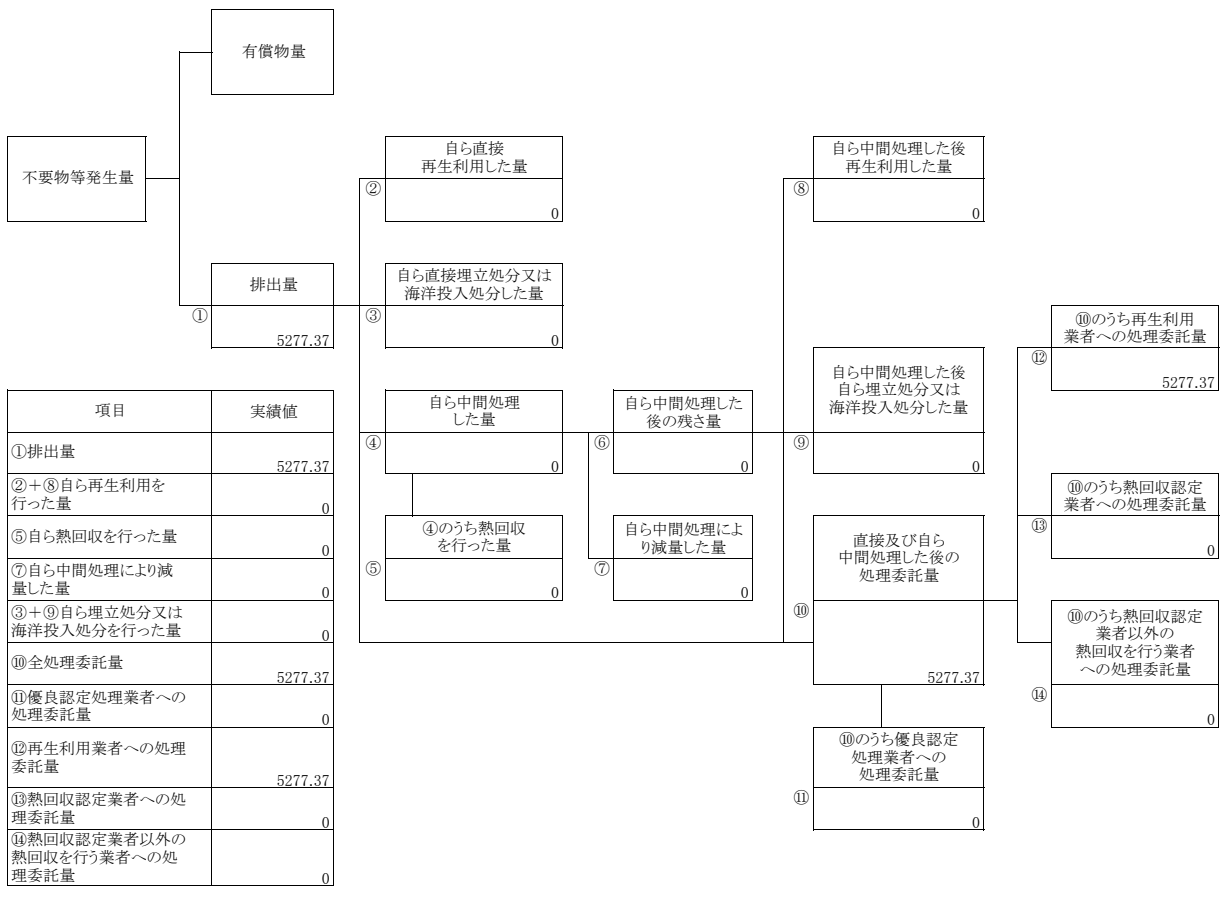 有償物量
不要物等発生量
排出量
①
5277.37
自ら直接
再生利用した量
②
0
自ら直接埋立処分又は
海洋投入処分した量
③
0
自ら中間処理
した量
④
0
④のうち熱回収
を行った量
⑤
0
自ら中間処理した
後の残さ量
⑥
0
自ら中間処理によ
り減量した量
⑦
0
自ら中間処理した後
再生利用した量
⑧
0
自ら中間処理した後
自ら埋立処分又は
海洋投入処分した量
⑨
0
直接及び自ら
中間処理した後の
処理委託量
⑩
5277.37
⑩のうち優良認定
処理業者への
処理委託量
⑪
0
⑩のうち再生利用
業者への処理委託量
⑫
5277.37
⑩のうち熱回収認定
業者への処理委託量
⑬
0
⑩のうち熱回収認定
業者以外の
熱回収を行う業者
への処理委託量
⑭
0
項目 実績値
①排出量
5277.37
②＋⑧自ら再生利用を
行った量
0
⑤自ら熱回収を行った量
0
⑦自ら中間処理により減
量した量
0
③＋⑨自ら埋立処分又は
海洋投入処分を行った量
0
⑩全処理委託量
5277.37
⑪優良認定処理業者への
処理委託量
0
⑫再生利用業者への処理
委託量
5277.37
⑬熱回収認定業者への処
理委託量
0
⑭熱回収認定業者以外の
熱回収を行う業者への処
理委託量
0